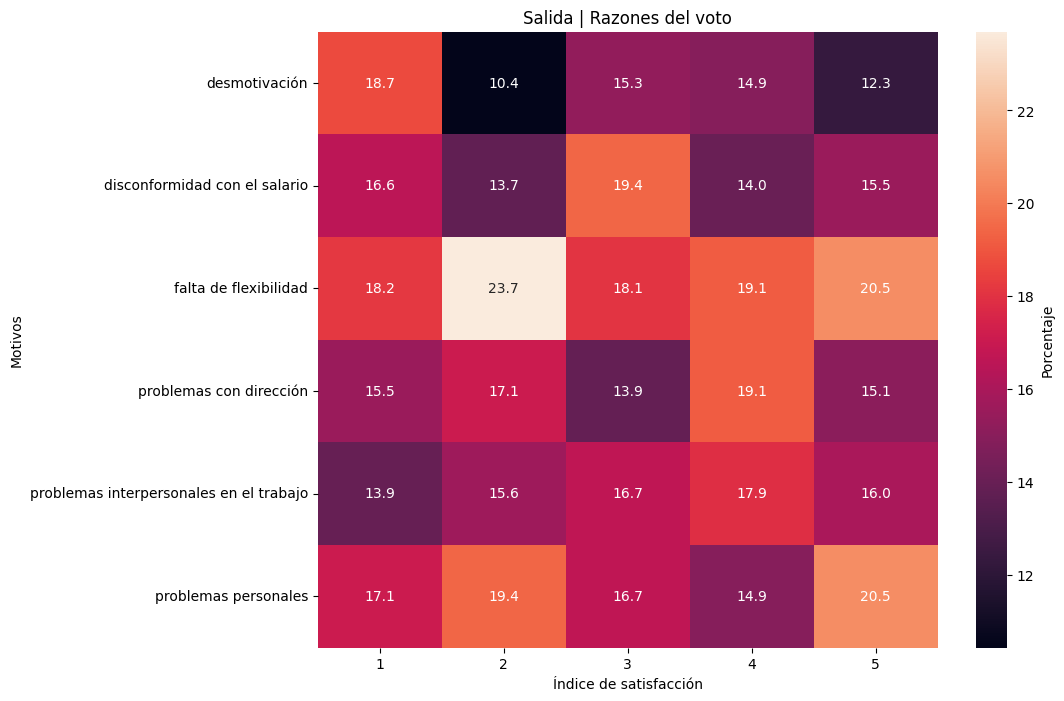 Salida | Razones del voto
desmotivación 18.7 10.4 15.3 14.9 12.3
disconformidad con el salario 16.6 13.7 19.4 14.0 15.5
falta de flexibilidad 18.2 23.7 18.1 19.1 20.5
problemas con dirección 15.5 17.1 13.9 19.1 15.1
problemas interpersonales en el trabajo 13.9 15.6 16.7 17.9 16.0
problemas personales 17.1 19.4 16.7 14.9 20.5
1 2 3 4 5
Índice de satisfacción
Motivos
22
20
18
16
14
12
Porcentaje